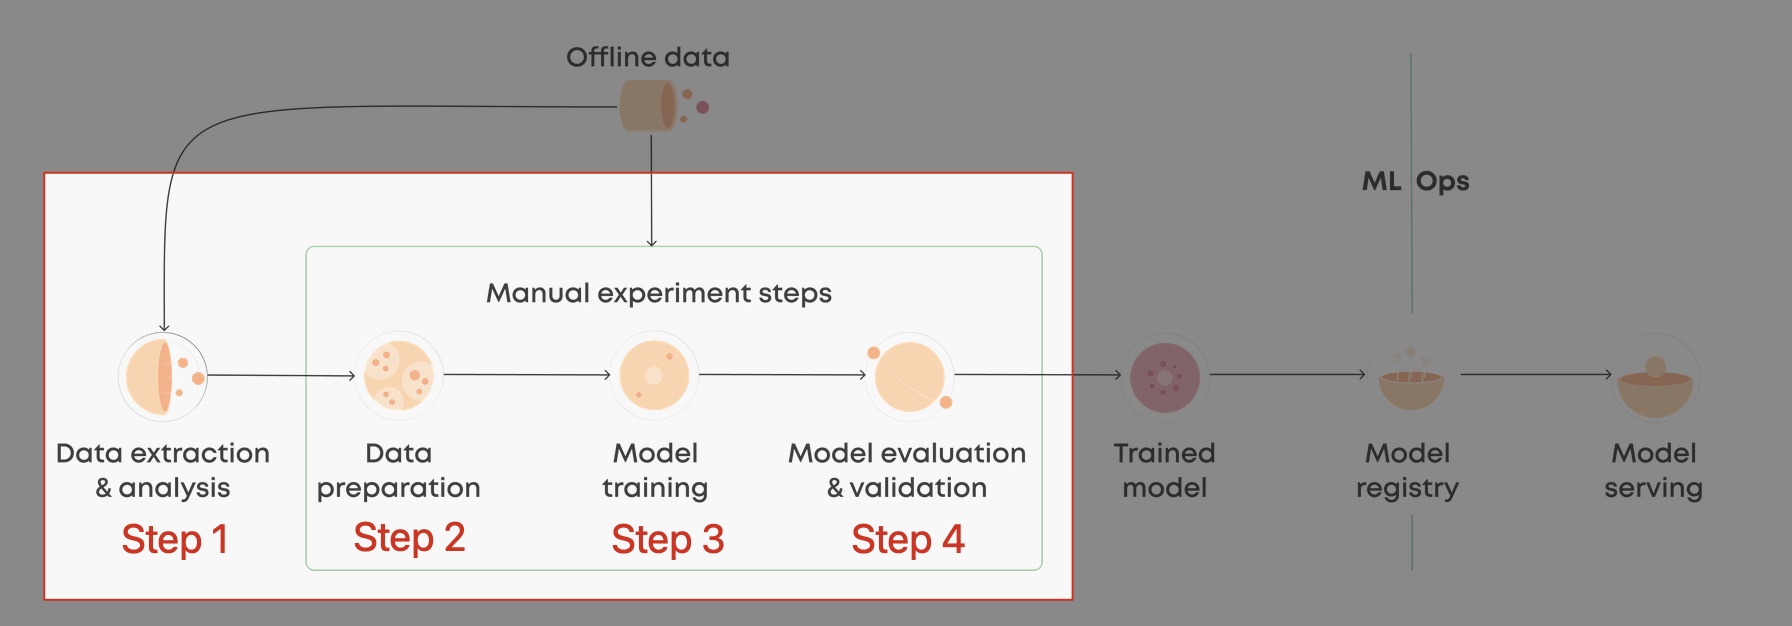 Offline data
ML Ops
Manual experiment steps
Data extraction
& analysis
Step 1
Data
preparation
Step 2
Model
training
Step 3
Model evaluation
& validation
Step 4
Trained
model
Model
registry
Model
serving